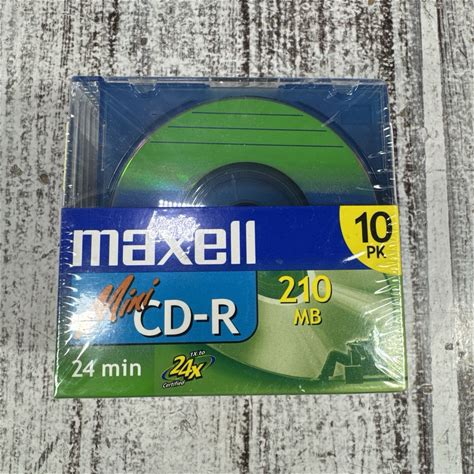 maxell
10
PK
Mini
CD-R
210
MB
24 min
1X to
24X
Certified